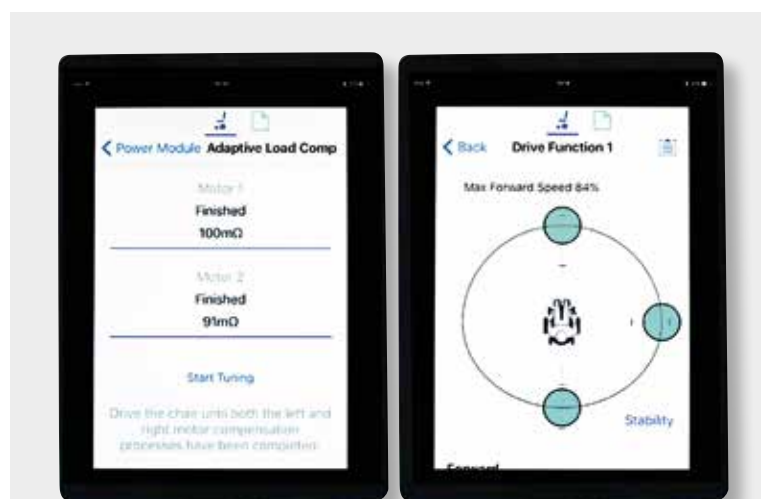 Power Module Adaptive Load Comp
Motor 1
Finished
100mΩ
Motor 2
Finished
91mΩ
Start Tuning
Drive the chair until both the left and
right motor compensation
processes have been completed.
Back Drive Function 1
Max Forward Speed 84%
Stability
Forward